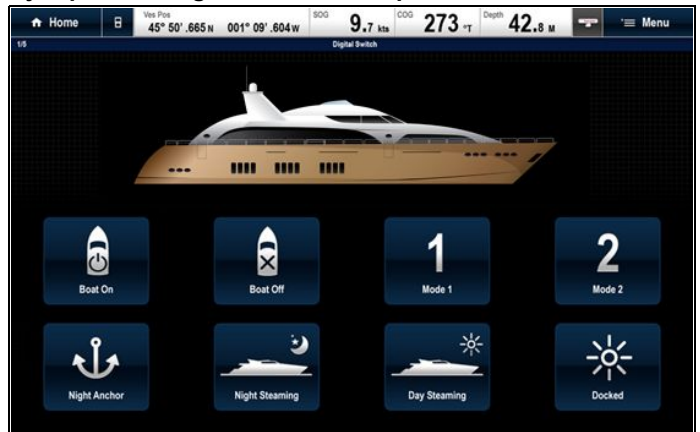 Home
Ves Pos
45° 50' .665 N 001° 09' .604 W
SOG
9.7 kts
COG
273 °T
Depth
42.8 M
Menu
1/5
Digital Switch
Boat On
Boat Off
1
Mode 1
2
Mode 2
Night Anchor
Night Steaming
Day Steaming
Docked